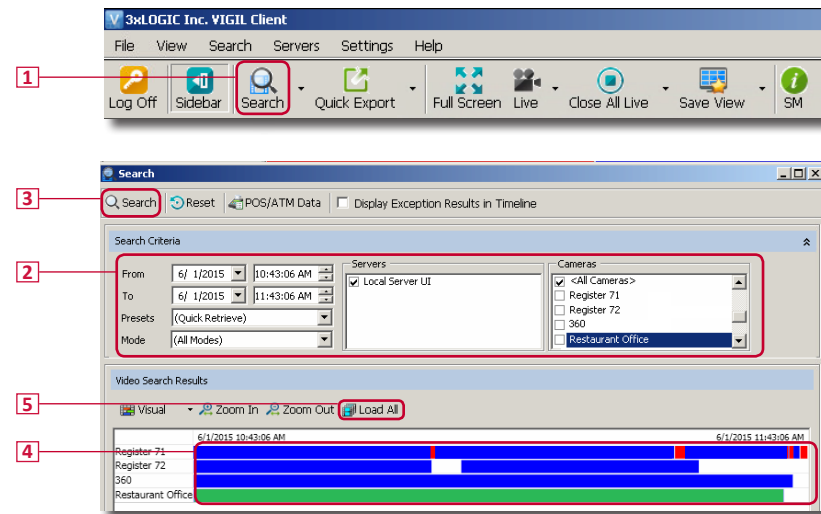 3xLOGIC Inc. VIGIL Client
File View Search Servers Settings Help
1
Log Off Sidebar Search Quick Export Full Screen Live Close All Live Save View SM
Search
3
Search Reset POS/ATM Data Display Exception Results in Timeline
Search Criteria
2
From 6/ 1/2015 10:43:06 AM
To 6/ 1/2015 11:43:06 AM
Presets (Quick Retrieve)
Mode (All Modes)
Servers
Local Server UI
Cameras
<All Cameras>
Register 71
Register 72
360
Restaurant Office
Video Search Results
5
Visual Zoom In Zoom Out Load All
6/1/2015 10:43:06 AM 6/1/2015 11:43:06 AM
4
Register 71
Register 72
360
Restaurant Office